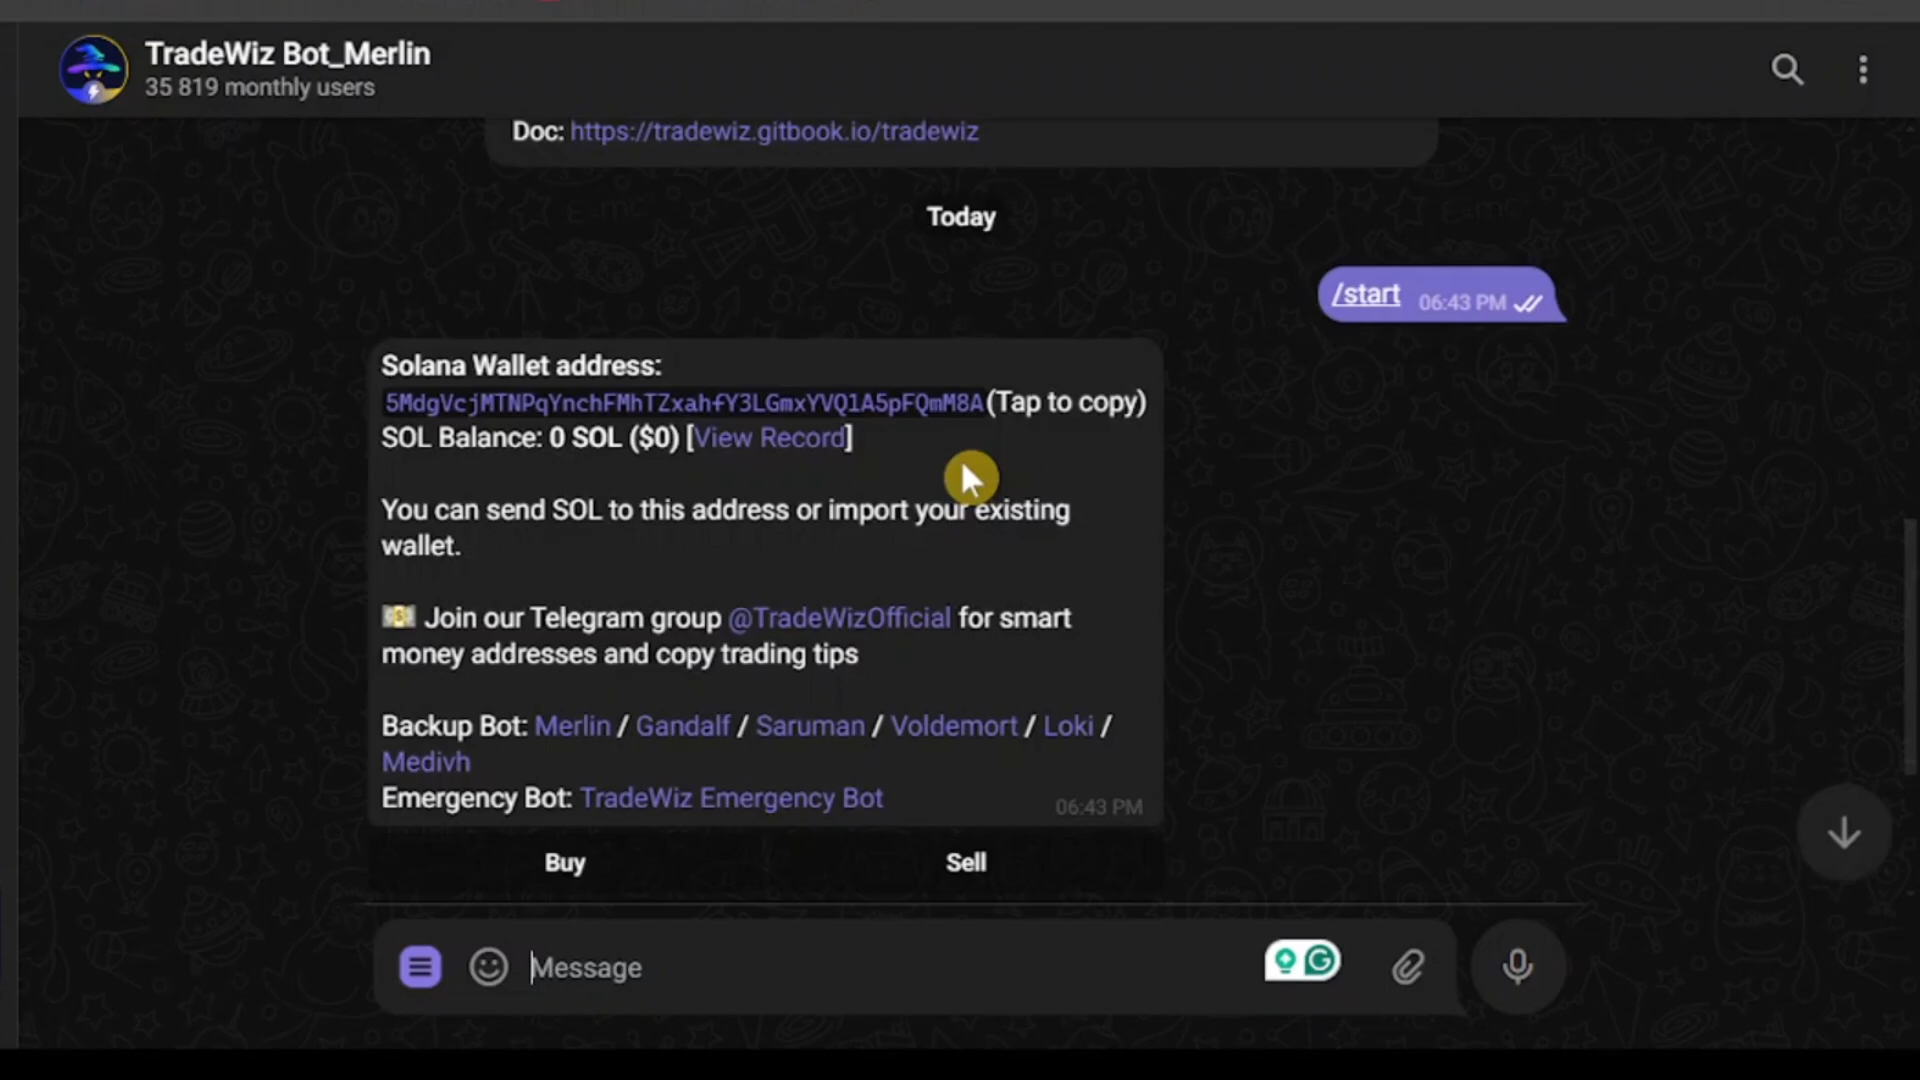 TradeWiz Bot_Merlin
35 819 monthly users
Doc: https://tradewiz.gitbook.io/tradewiz
Today
/start 06:43 PM
Solana Wallet address:
5MdgVcjMTNPqYnchFMhTZxahfY3LGmxYVQ1A5pFQmM8A(Tap to copy)
SOL Balance: 0 SOL ($0) [View Record]
You can send SOL to this address or import your existing
wallet.
Join our Telegram group @TradeWizOfficial for smart
money addresses and copy trading tips
Backup Bot: Merlin / Gandalf / Saruman / Voldemort / Loki /
Medivh
Emergency Bot: TradeWiz Emergency Bot
06:43 PM
Buy Sell
Message